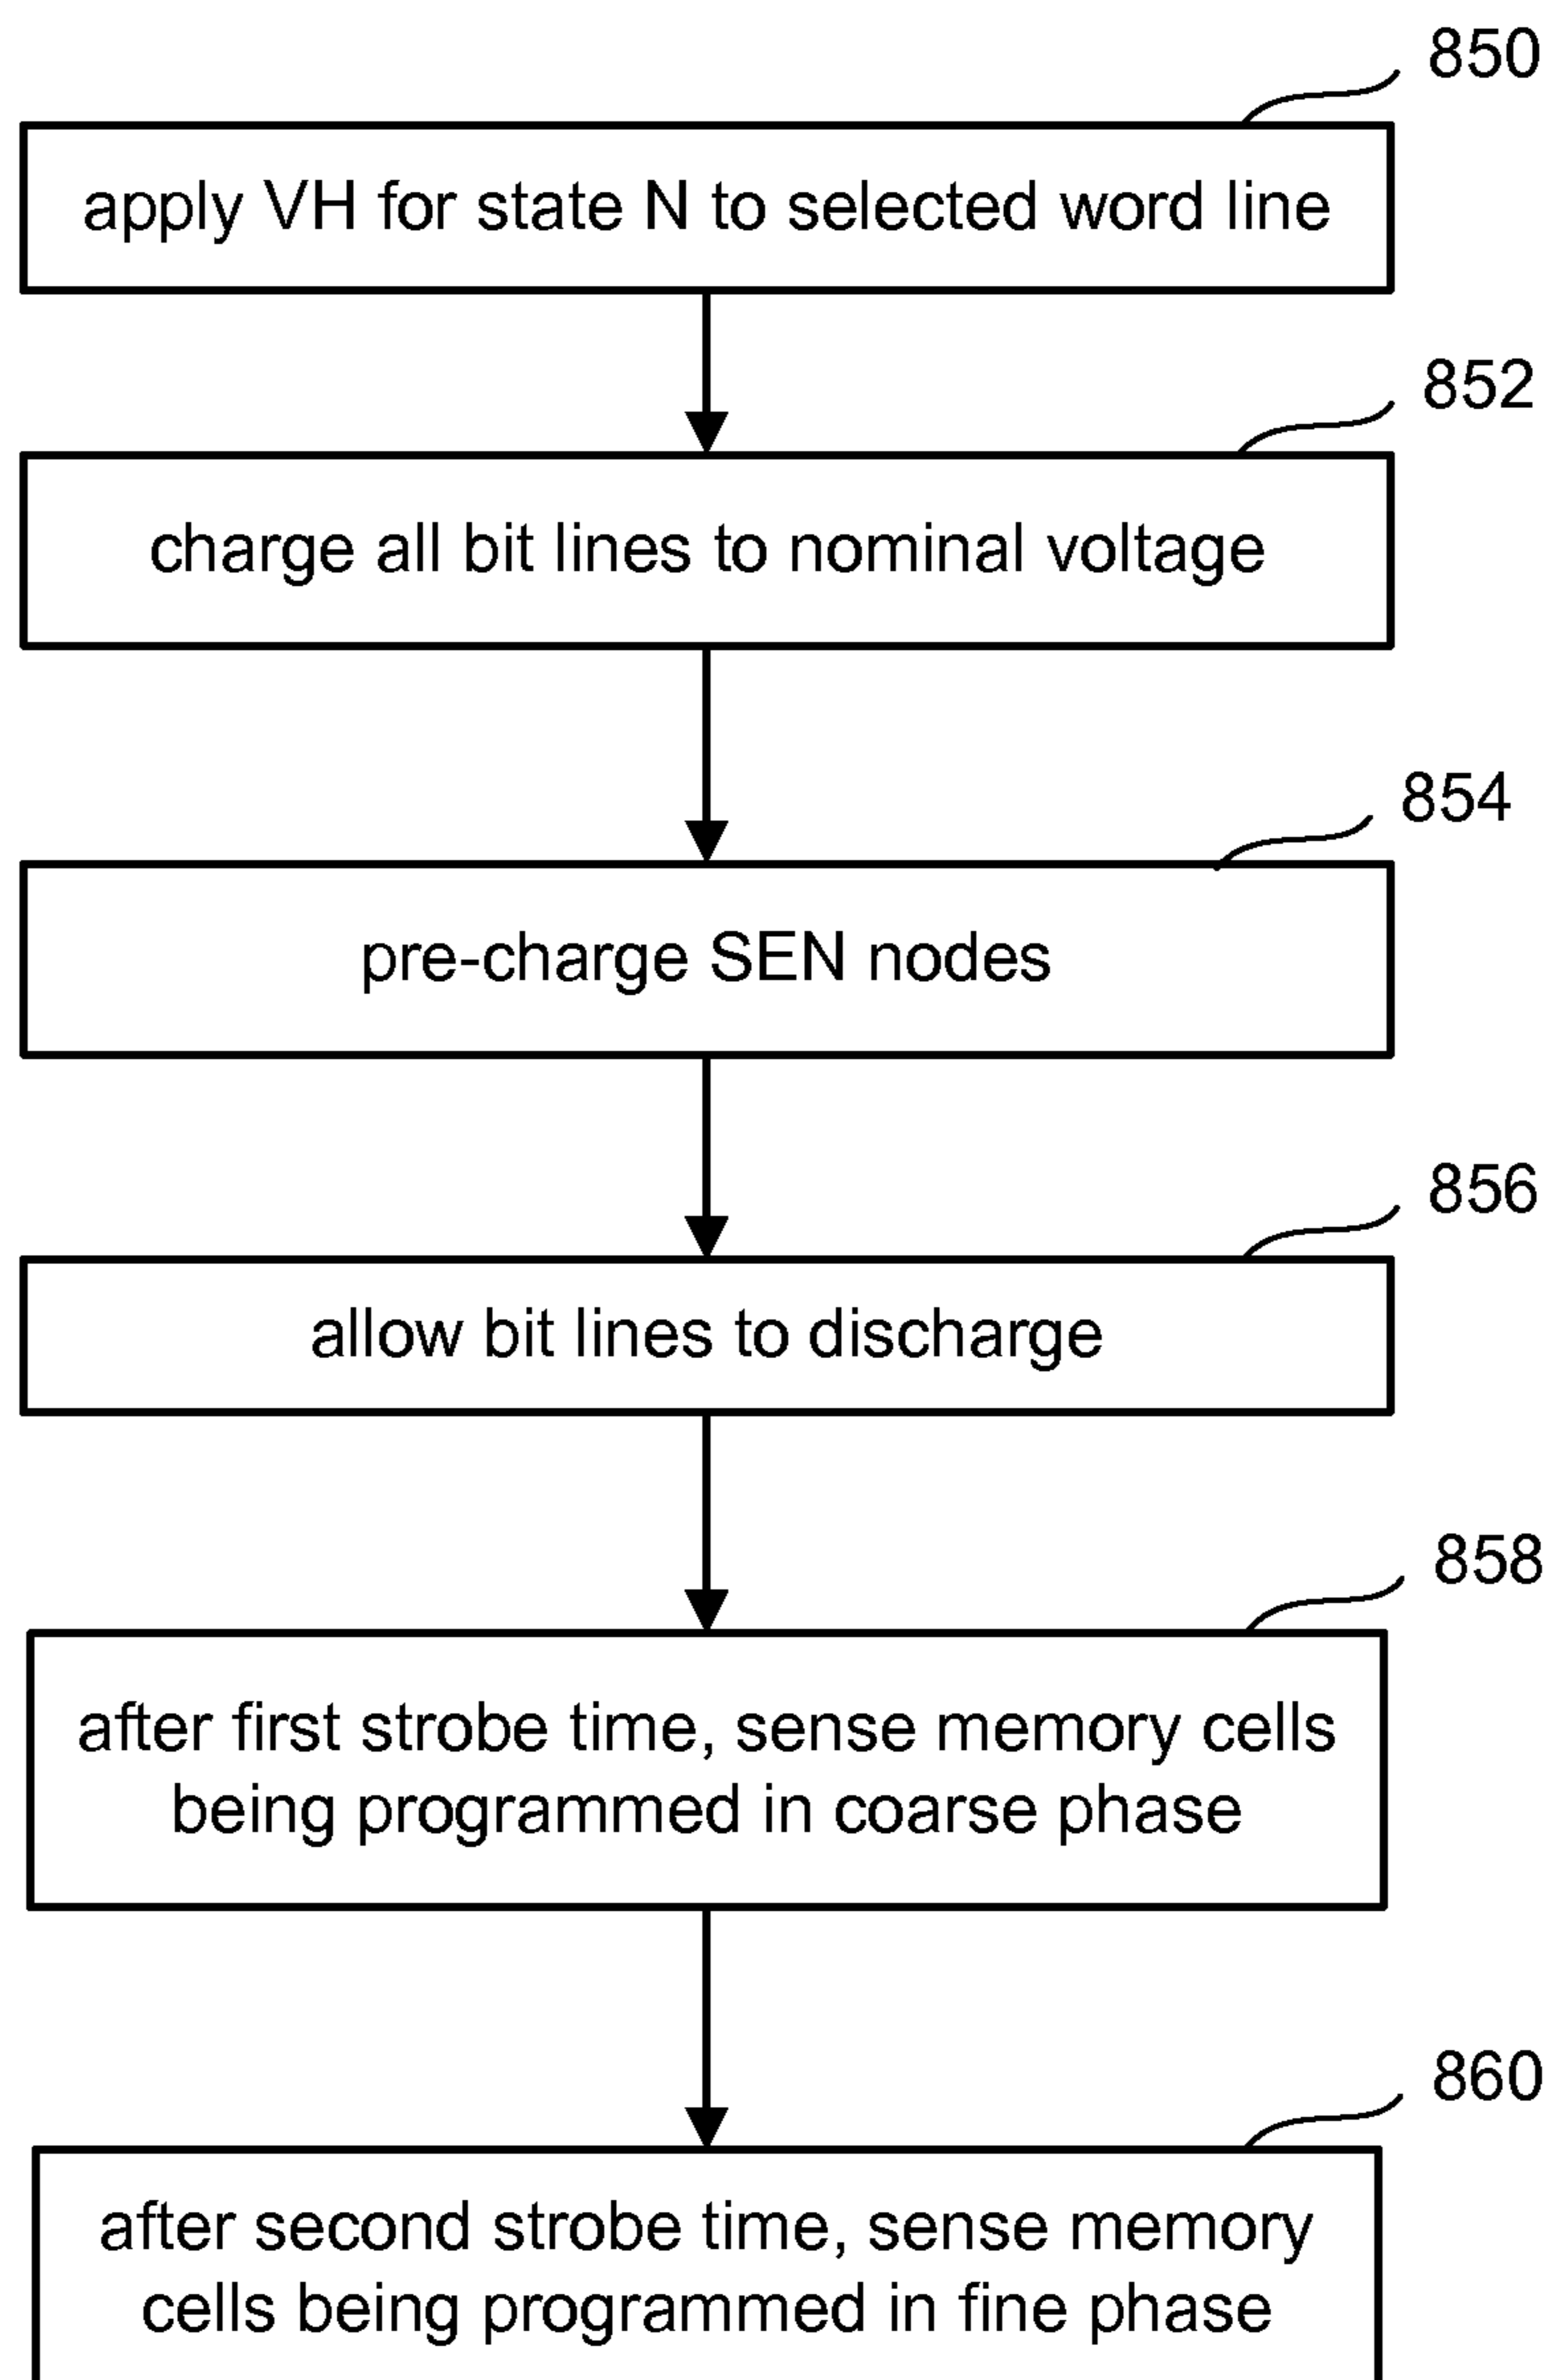 850
apply VH for state N to selected word line
852
charge all bit lines to nominal voltage
854
pre-charge SEN nodes
856
allow bit lines to discharge
858
after first strobe time, sense memory cells
being programmed in coarse phase
860
after second strobe time, sense memory
cells being programmed in fine phase